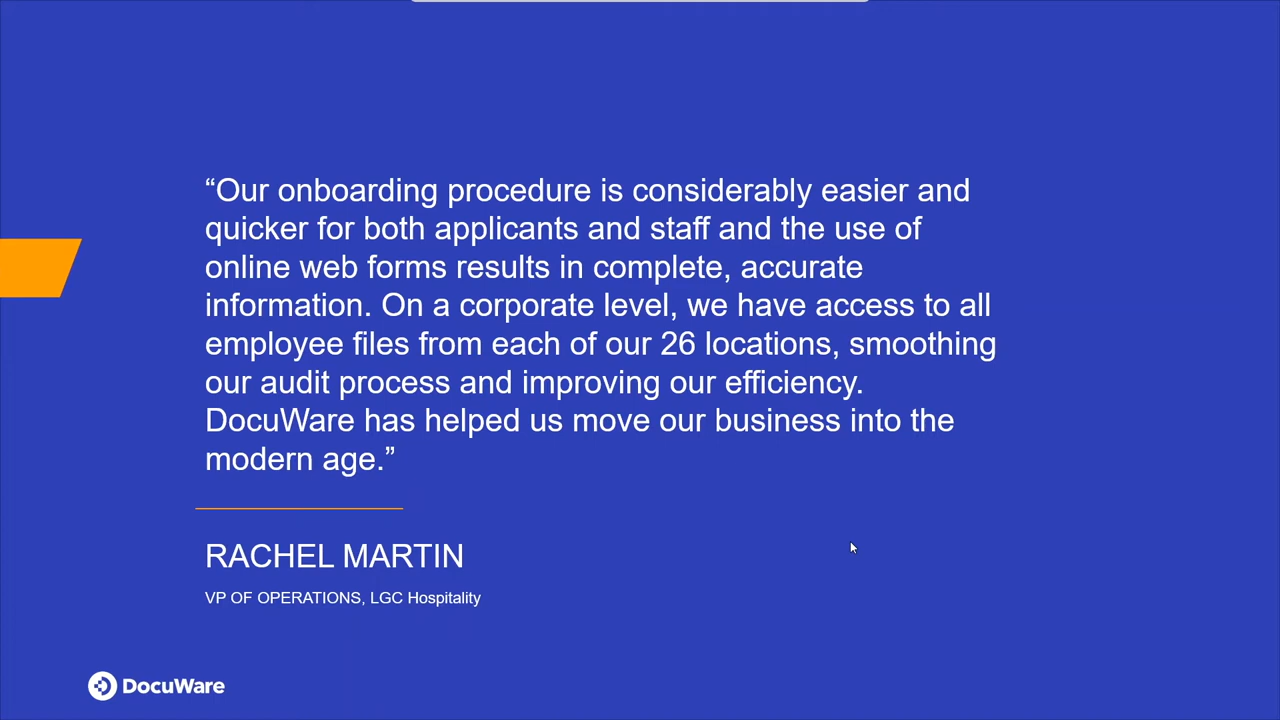 “Our onboarding procedure is considerably easier and
quicker for both applicants and staff and the use of
online web forms results in complete, accurate
information. On a corporate level, we have access to all
employee files from each of our 26 locations, smoothing
our audit process and improving our efficiency.
DocuWare has helped us move our business into the
modern age.”
RACHEL MARTIN
VP OF OPERATIONS, LGC Hospitality
DocuWare